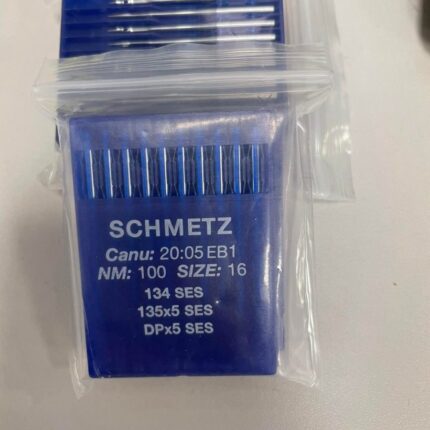 SCHMETZ
Canu: 20:05 EB1
NM: 100 SIZE: 16
134 SES
135x5 SES
DPx5 SES